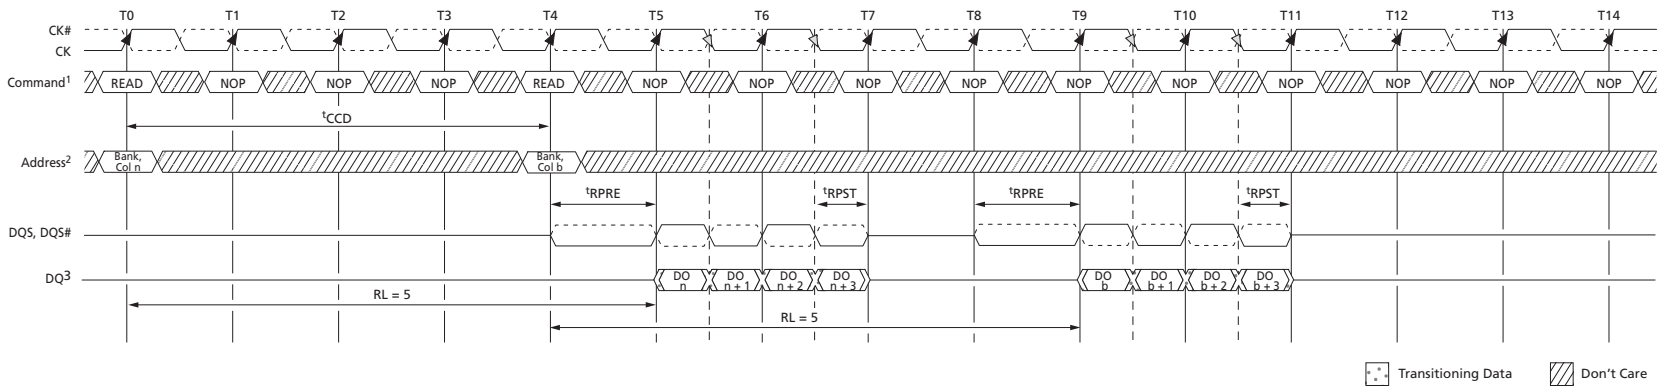 T0 T1 T2 T3 T4 T5 T6 T7 T8 T9 T10 T11 T12 T13 T14
CK#
CK
Command1 READ NOP NOP NOP READ NOP NOP NOP NOP NOP NOP NOP NOP NOP NOP
tCCD
Address2 Bank, Col n Bank, Col b
tRPRE tRPST tRPRE tRPST
DQS, DQS#
DQ3 DO n DO n + 1 DO n + 2 DO n + 3 DO b DO b + 1 DO b + 2 DO b + 3
RL = 5
RL = 5
Transitioning Data Don't Care